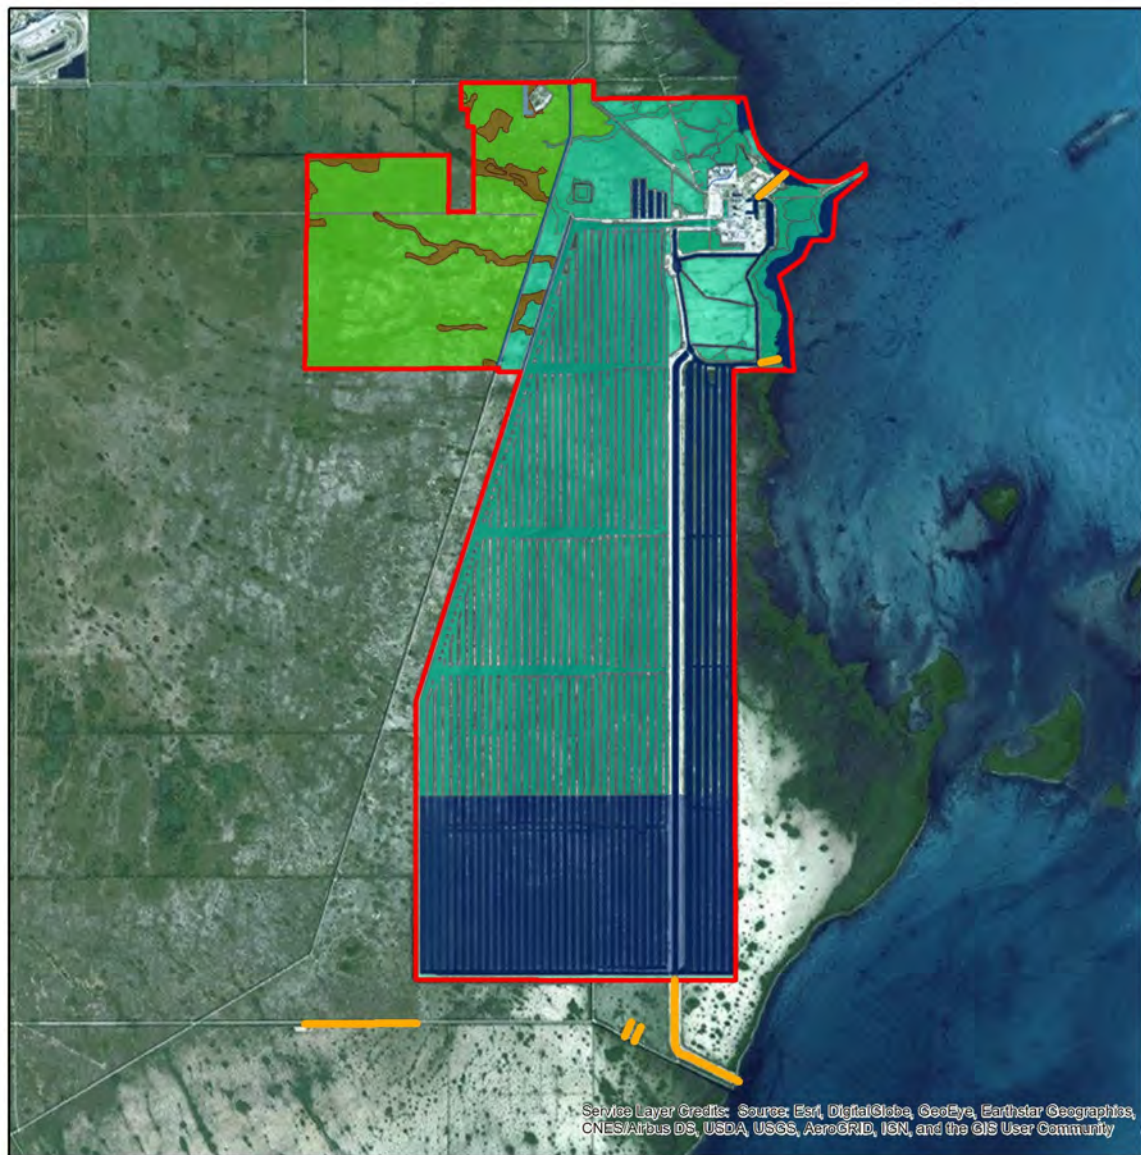 Service Layer Credits: Source: Esri, DigitalGlobe, GeoEye, Earthstar Geographics,
CNES/Airbus DS, USDA, USGS, AeroGRID, IGN, and the GIS User Community